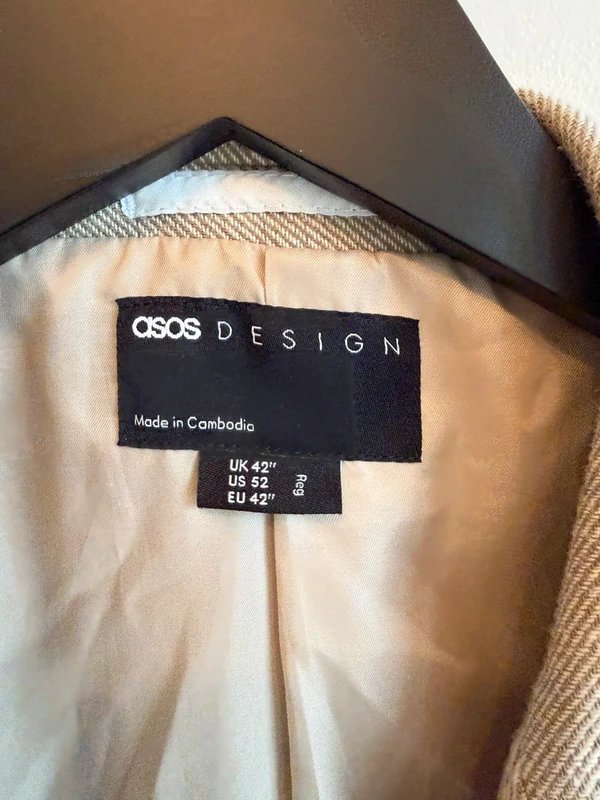 asos DESIGN
Made in Cambodia
UK 42"
US 52
EU 42"
Reg